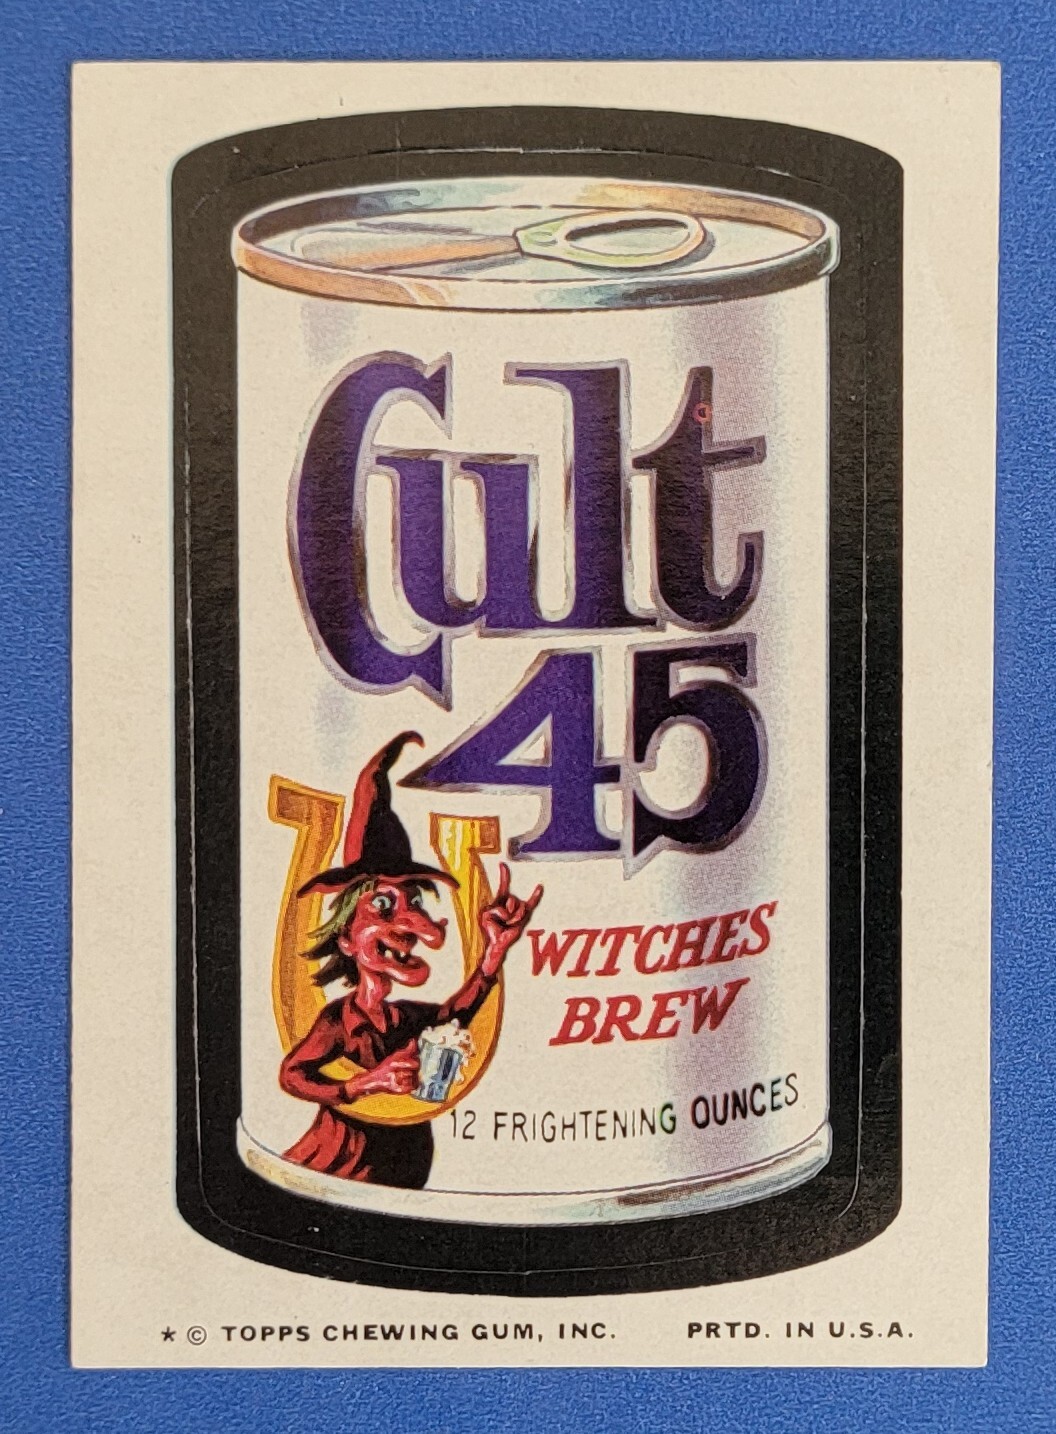 Cult
45
WITCHES
BREW
12 FRIGHTENING OUNCES
* © TOPPS CHEWING GUM, INC. PRTD. IN U.S.A.